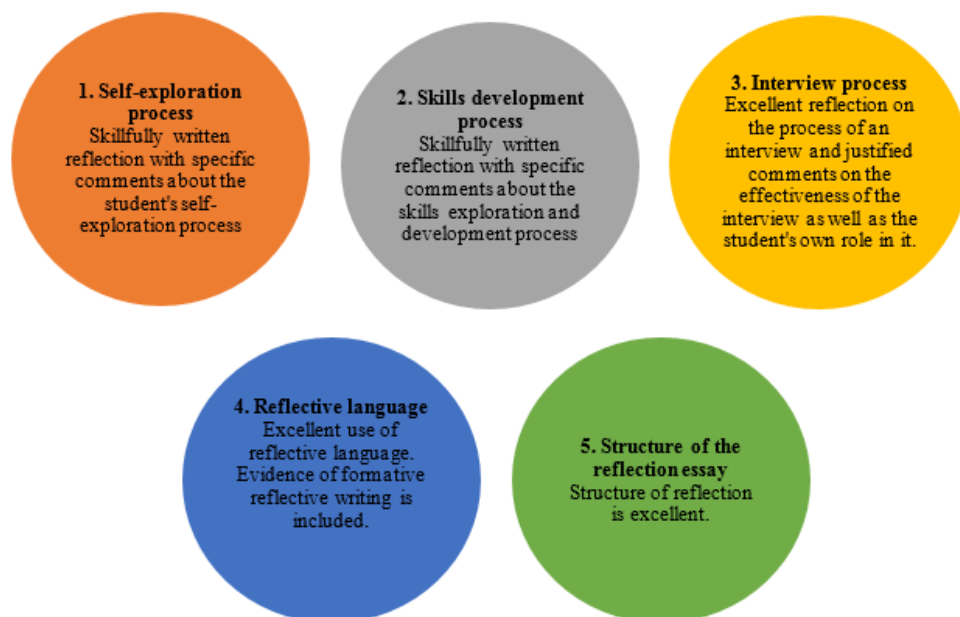 1. Self-exploration
process
Skillfully written
reflection with specific
comments about the
student's self-
exploration process
2. Skills development
process
Skillfully written
reflection with specific
comments about the
skills exploration and
development process
3. Interview process
Excellent reflection on
the process of an
interview and justified
comments on the
effectiveness of the
interview as well as the
student's own role in it.
4. Reflective language
Excellent use of
reflective language.
Evidence of formative
reflective writing is
included.
5. Structure of the
reflection essay
Structure of reflection
is excellent.